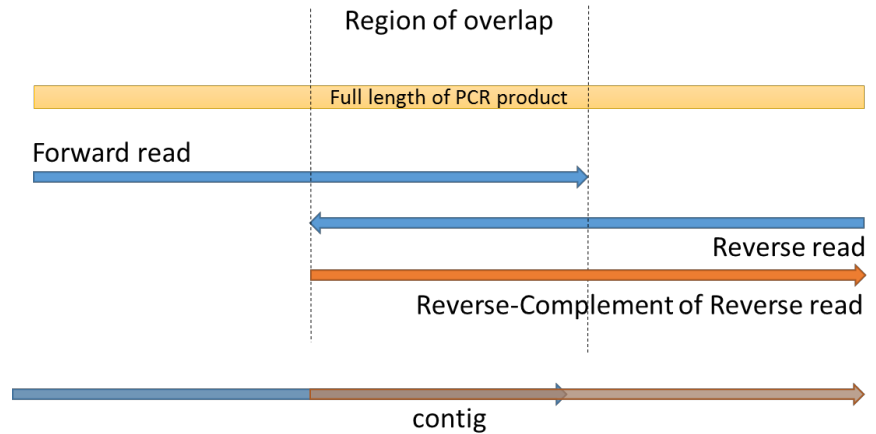 Region of overlap
Full length of PCR product
Forward read
Reverse read
Reverse-Complement of Reverse read
contig